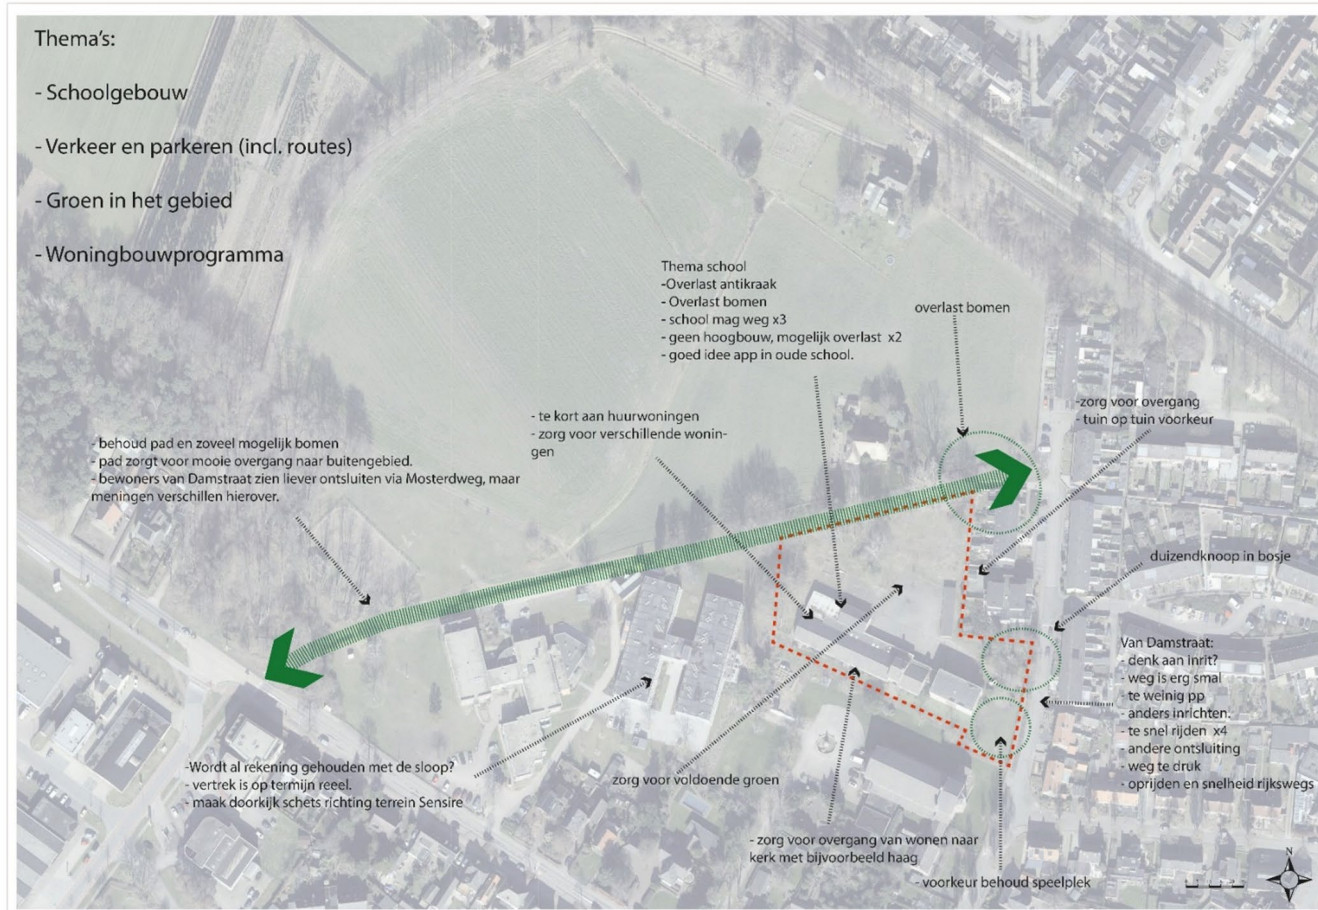 Thema's:
- Schoolgebouw
- Verkeer en parkeren (incl. routes)
- Groen in het gebied
- Woningbouwprogramma
Thema school
-Overlast antikraak
- Overlast bomen
- school mag weg x3
- geen hoogbouw, mogelijk overlast x2
- goed idee app in oude school.
overlast bomen
-zorg voor overgang
- tuin op tuin voorkeur
- te kort aan huurwoningen
- zorg voor verschillende wonin-
gen
- behoud pad en zoveel mogelijk bomen
- pad zorgt voor mooie overgang naar buitengebied.
- bewoners van Damstraat zien liever ontsluiten via Mosterdweg, maar
meningen verschillen hierover.
duizendknoop in bosje
Van Damstraat:
- denk aan inrit?
- weg is erg smal
- te weinig pp
- anders inrichten.
- te snel rijden x4
- andere ontsluiting
- weg te druk
- oprijden en snelheid rijkswegs
-Wordt al rekening gehouden met de sloop?
- vertrek is op termijn reeel.
- maak doorkijk schets richting terrein Sensire
zorg voor voldoende groen
- zorg voor overgang van wonen naar
kerk met bijvoorbeeld haag
- voorkeur behoud speelplek
N